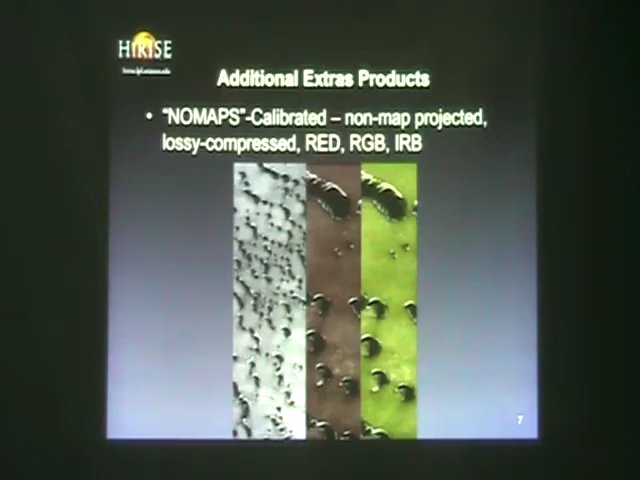 HiRISE
Additional Extras Products
• "NOMAPS"-Calibrated – non-map projected,
lossy-compressed, RED, RGB, IRB
7